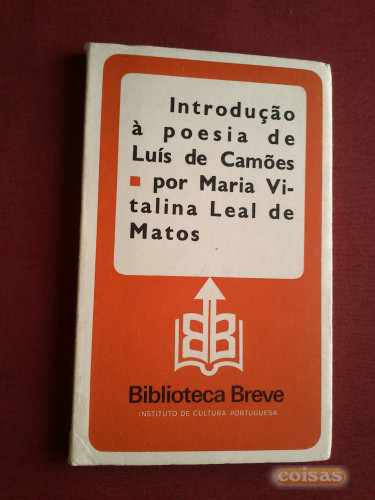 Introdução
à poesia de
Luís de Camões
por Maria Vi-
talina Leal de
Matos
Biblioteca Breve
INSTITUTO DE CULTURA PORTUGUESA
coisas